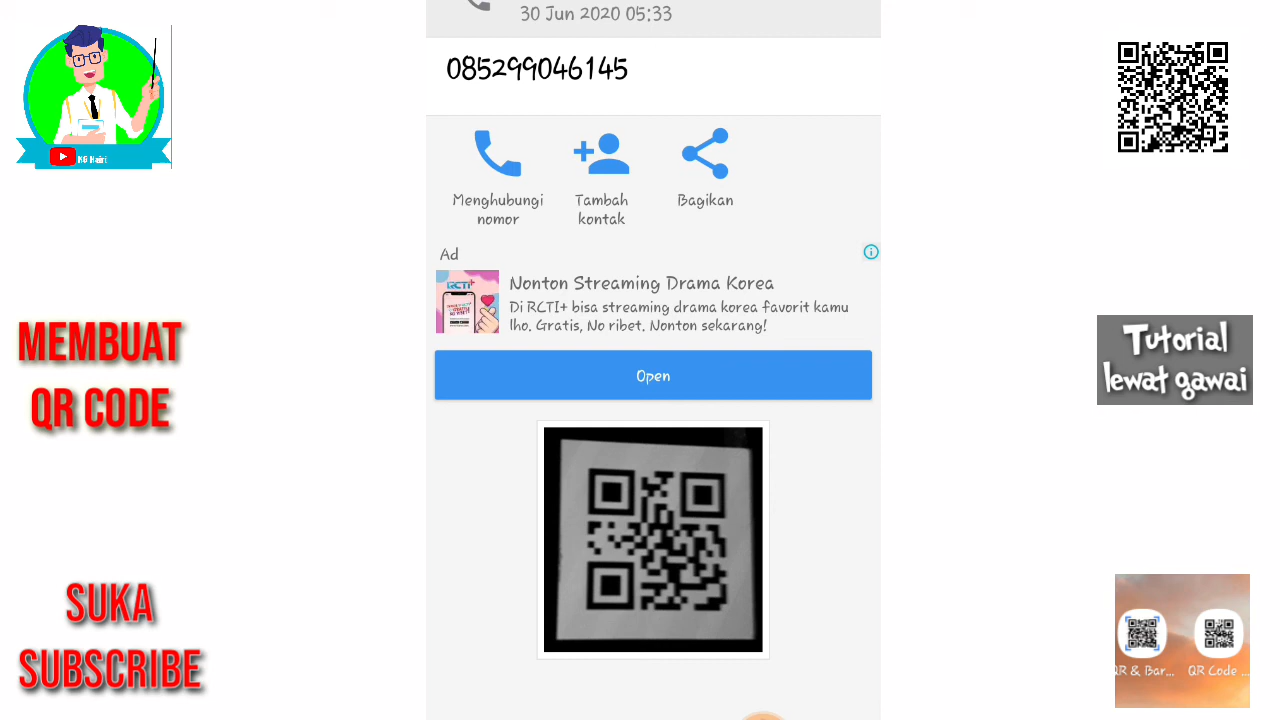 30 Jun 2020 05:33
085299046145
Menghubungi
nomor
Tambah
kontak
Bagikan
Ad
Nonton Streaming Drama Korea
Di RCTI+ bisa streaming drama korea favorit kamu
lho. Gratis, No ribet. Nonton sekarang!
RCTI+
Open
MEMBUAT
QR CODE
SUKA
SUBSCRIBE
Tutorial
lewat gawai
QR & Bar...
QR Code ...